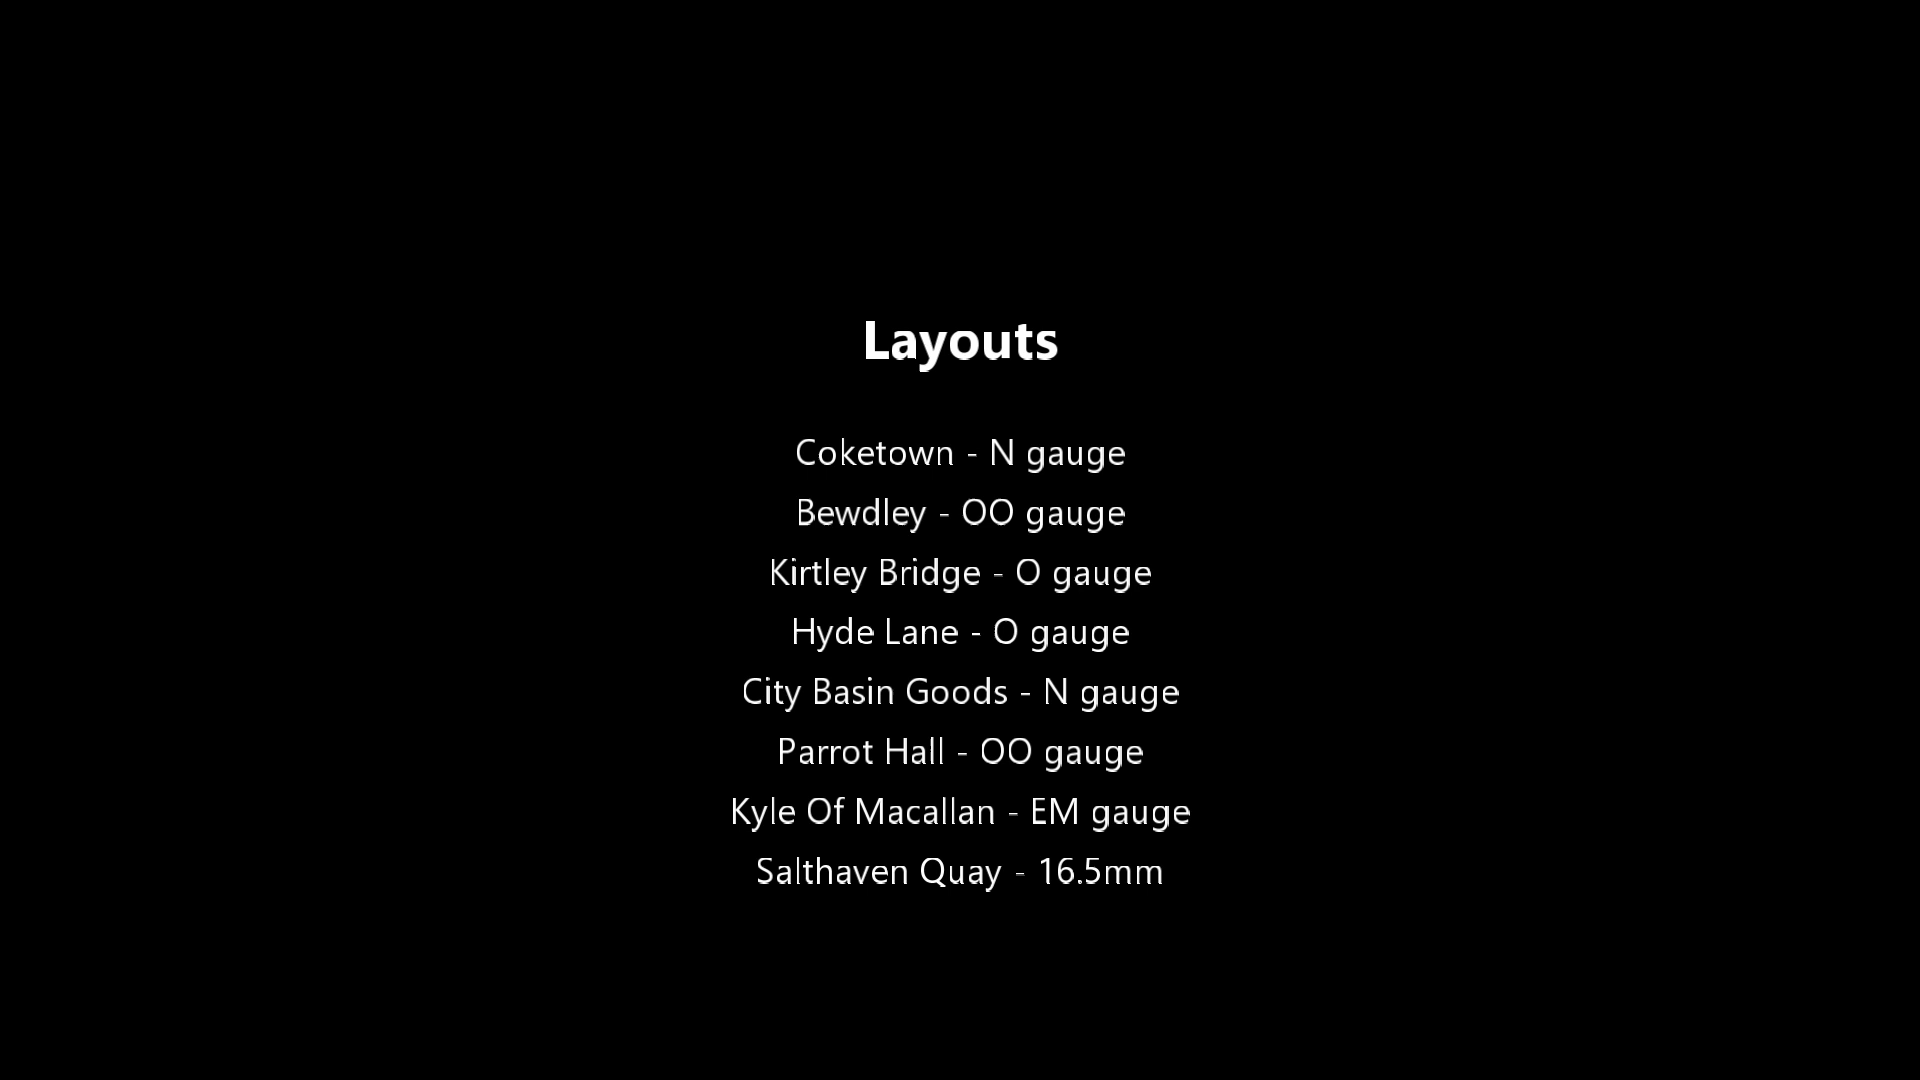 Layouts
Coketown - N gauge
Bewdley - OO gauge
Kirtley Bridge - O gauge
Hyde Lane - O gauge
City Basin Goods - N gauge
Parrot Hall - OO gauge
Kyle Of Macallan - EM gauge
Salthaven Quay - 16.5mm